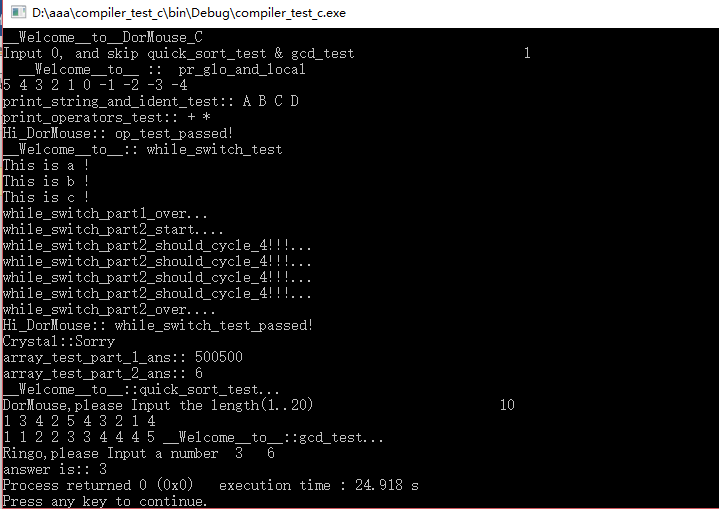 D:\aaa\compiler_test_c\bin\Debug\compiler_test_c.exe
__Welcome__to__DorMouse_C
Input 0, and skip quick_sort_test & gcd_test 1
__Welcome__to__ :: pr_glo_and_local
5 4 3 2 1 0 -1 -2 -3 -4
print_string_and_ident_test:: A B C D
print_operators_test:: + *
Hi_DorMouse:: op_test_passed!
__Welcome__to__:: while_switch_test
This is a !
This is b !
This is c !
while_switch_part1_over...
while_switch_part2_start....
while_switch_part2_should_cycle_4!!!...
while_switch_part2_should_cycle_4!!!...
while_switch_part2_should_cycle_4!!!...
while_switch_part2_should_cycle_4!!!...
while_switch_part2_over....
Hi_DorMouse:: while_switch_test_passed!
Crystal::Sorry
array_test_part_1_ans:: 500500
array_test_part_2_ans:: 6
__Welcome__to__::quick_sort_test...
DorMouse,please Input the length(1..20) 10
1 3 4 2 5 4 3 2 1 4
1 1 2 2 3 3 4 4 4 5 __Welcome__to__::gcd_test...
Ringo,please Input a number 3 6
answer is:: 3
Process returned 0 (0x0) execution time : 24.918 s
Press any key to continue.